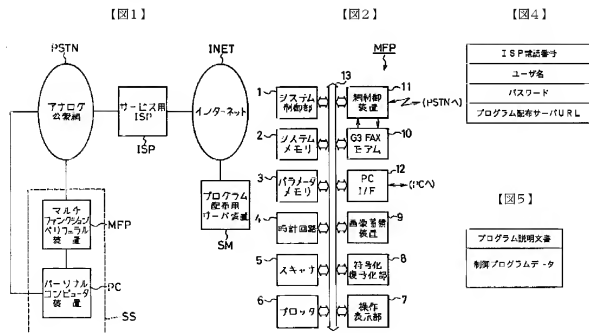 【図1】
PSTN
アナログ
公衆網
サービス用
ISP
ISP
INET
インターネット
プログラム
配布用
サーバ装置
SM
マルチ
ファンクション
ペリフェラル
装置
MFP
パーソナル
コンピュータ
装置
PC
SS
【図2】
MFP
13
1
システム
制御部
11
網制御
装置
(PSTNへ)
2
システム
メモリ
10
G3 FAX
モデム
3
パラメータ
メモリ
12
PC
I/F
(PCへ)
4
時計回路
9
画像蓄積
装置
5
スキャナ
8
符号化
復号化部
6
プロッタ
7
操作
表示部
【図4】
ISP電話番号
ユーザ名
パスワード
プログラム配布サーバURL
【図5】
プログラム説明文書
制御プログラムデータ